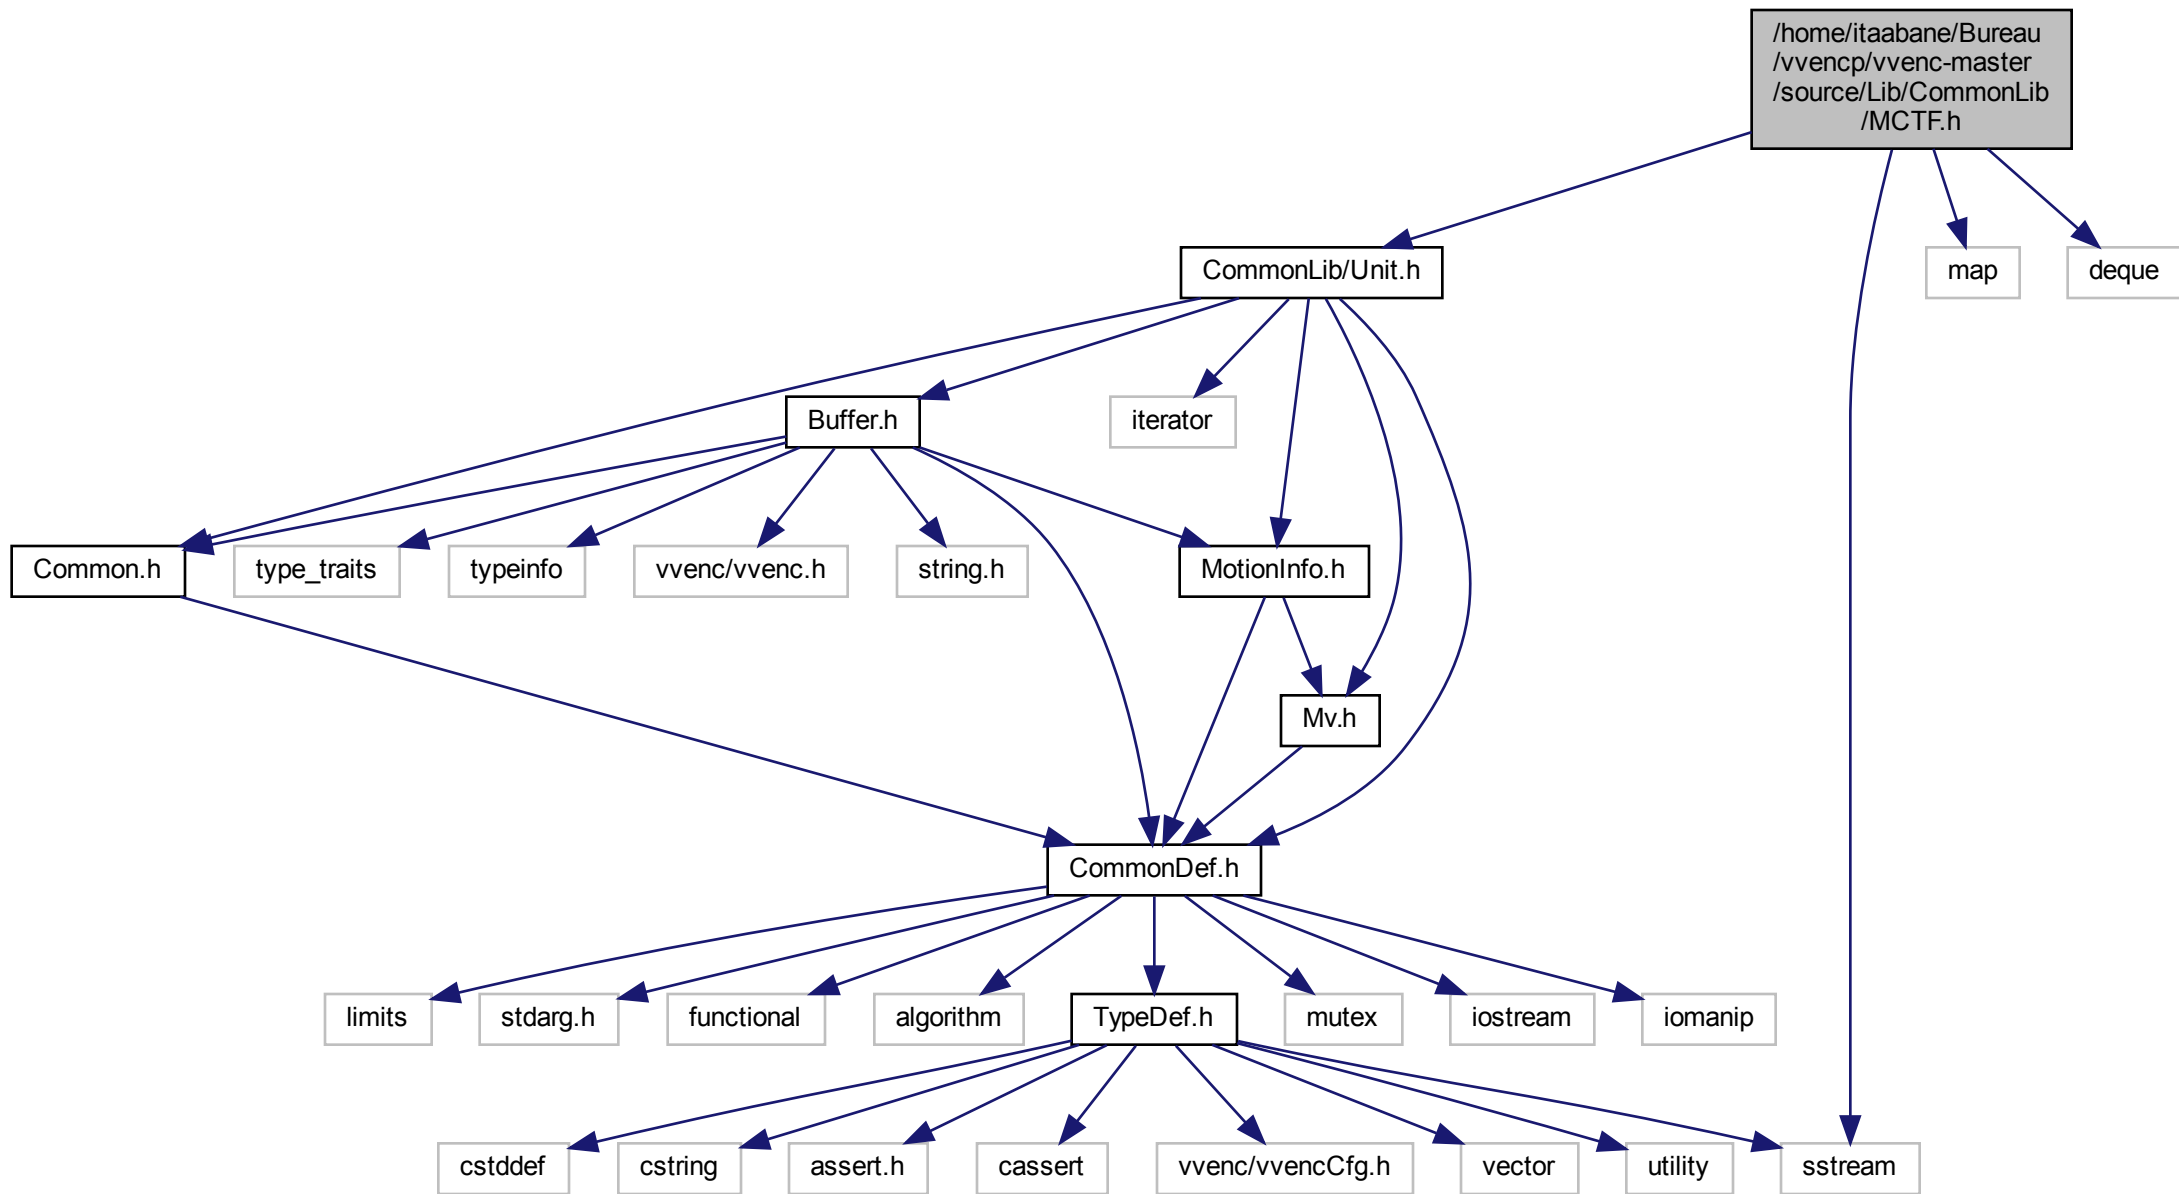 /home/itaabane/Bureau
/vvencp/vvenc-master
/source/Lib/CommonLib
/MCTF.h
CommonLib/Unit.h
map
deque
Buffer.h
iterator
Common.h
type_traits
typeinfo
vvenc/vvenc.h
string.h
MotionInfo.h
Mv.h
CommonDef.h
limits
stdarg.h
functional
algorithm
TypeDef.h
mutex
iostream
iomanip
cstddef
cstring
assert.h
cassert
vvenc/vvencCfg.h
vector
utility
sstream